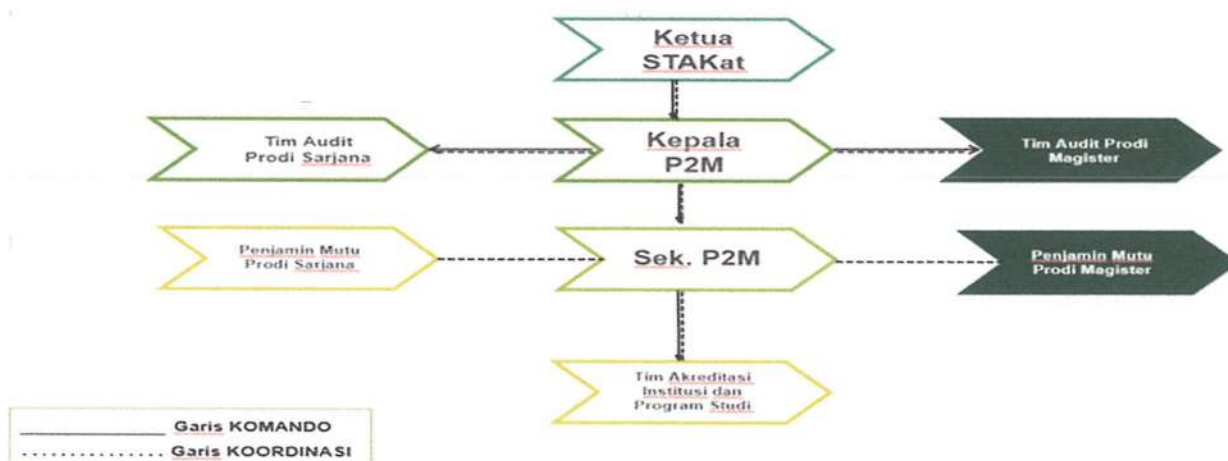 Ketua
STAKat
Tim Audit
Prodi Sarjana
Kepala
P2M
Tim Audit Prodi
Magister
Penjamin Mutu
Prodi Sarjana
Sek. P2M
Penjamin Mutu
Prodi Magister
Tim Akreditasi
Institusi dan
Program Studi
Garis KOMANDO
Garis KOORDINASI